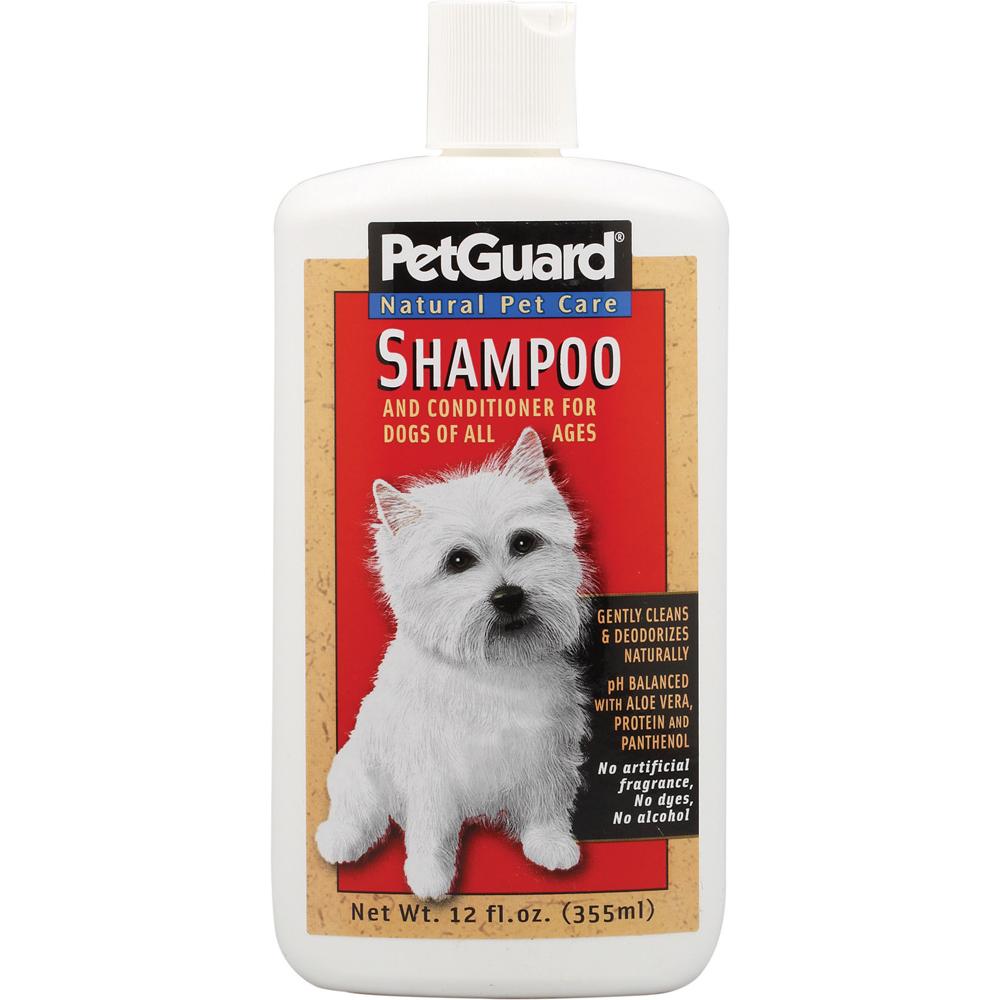 PetGuard®
Natural Pet Care
SHAMPOO
AND CONDITIONER FOR
DOGS OF ALL AGES
GENTLY CLEANS
& DEODORIZES
NATURALLY
pH BALANCED
WITH ALOE VERA,
PROTEIN AND
PANTHENOL
No artificial
fragrance,
No dyes,
No alcohol
Net Wt. 12 fl.oz. (355ml)